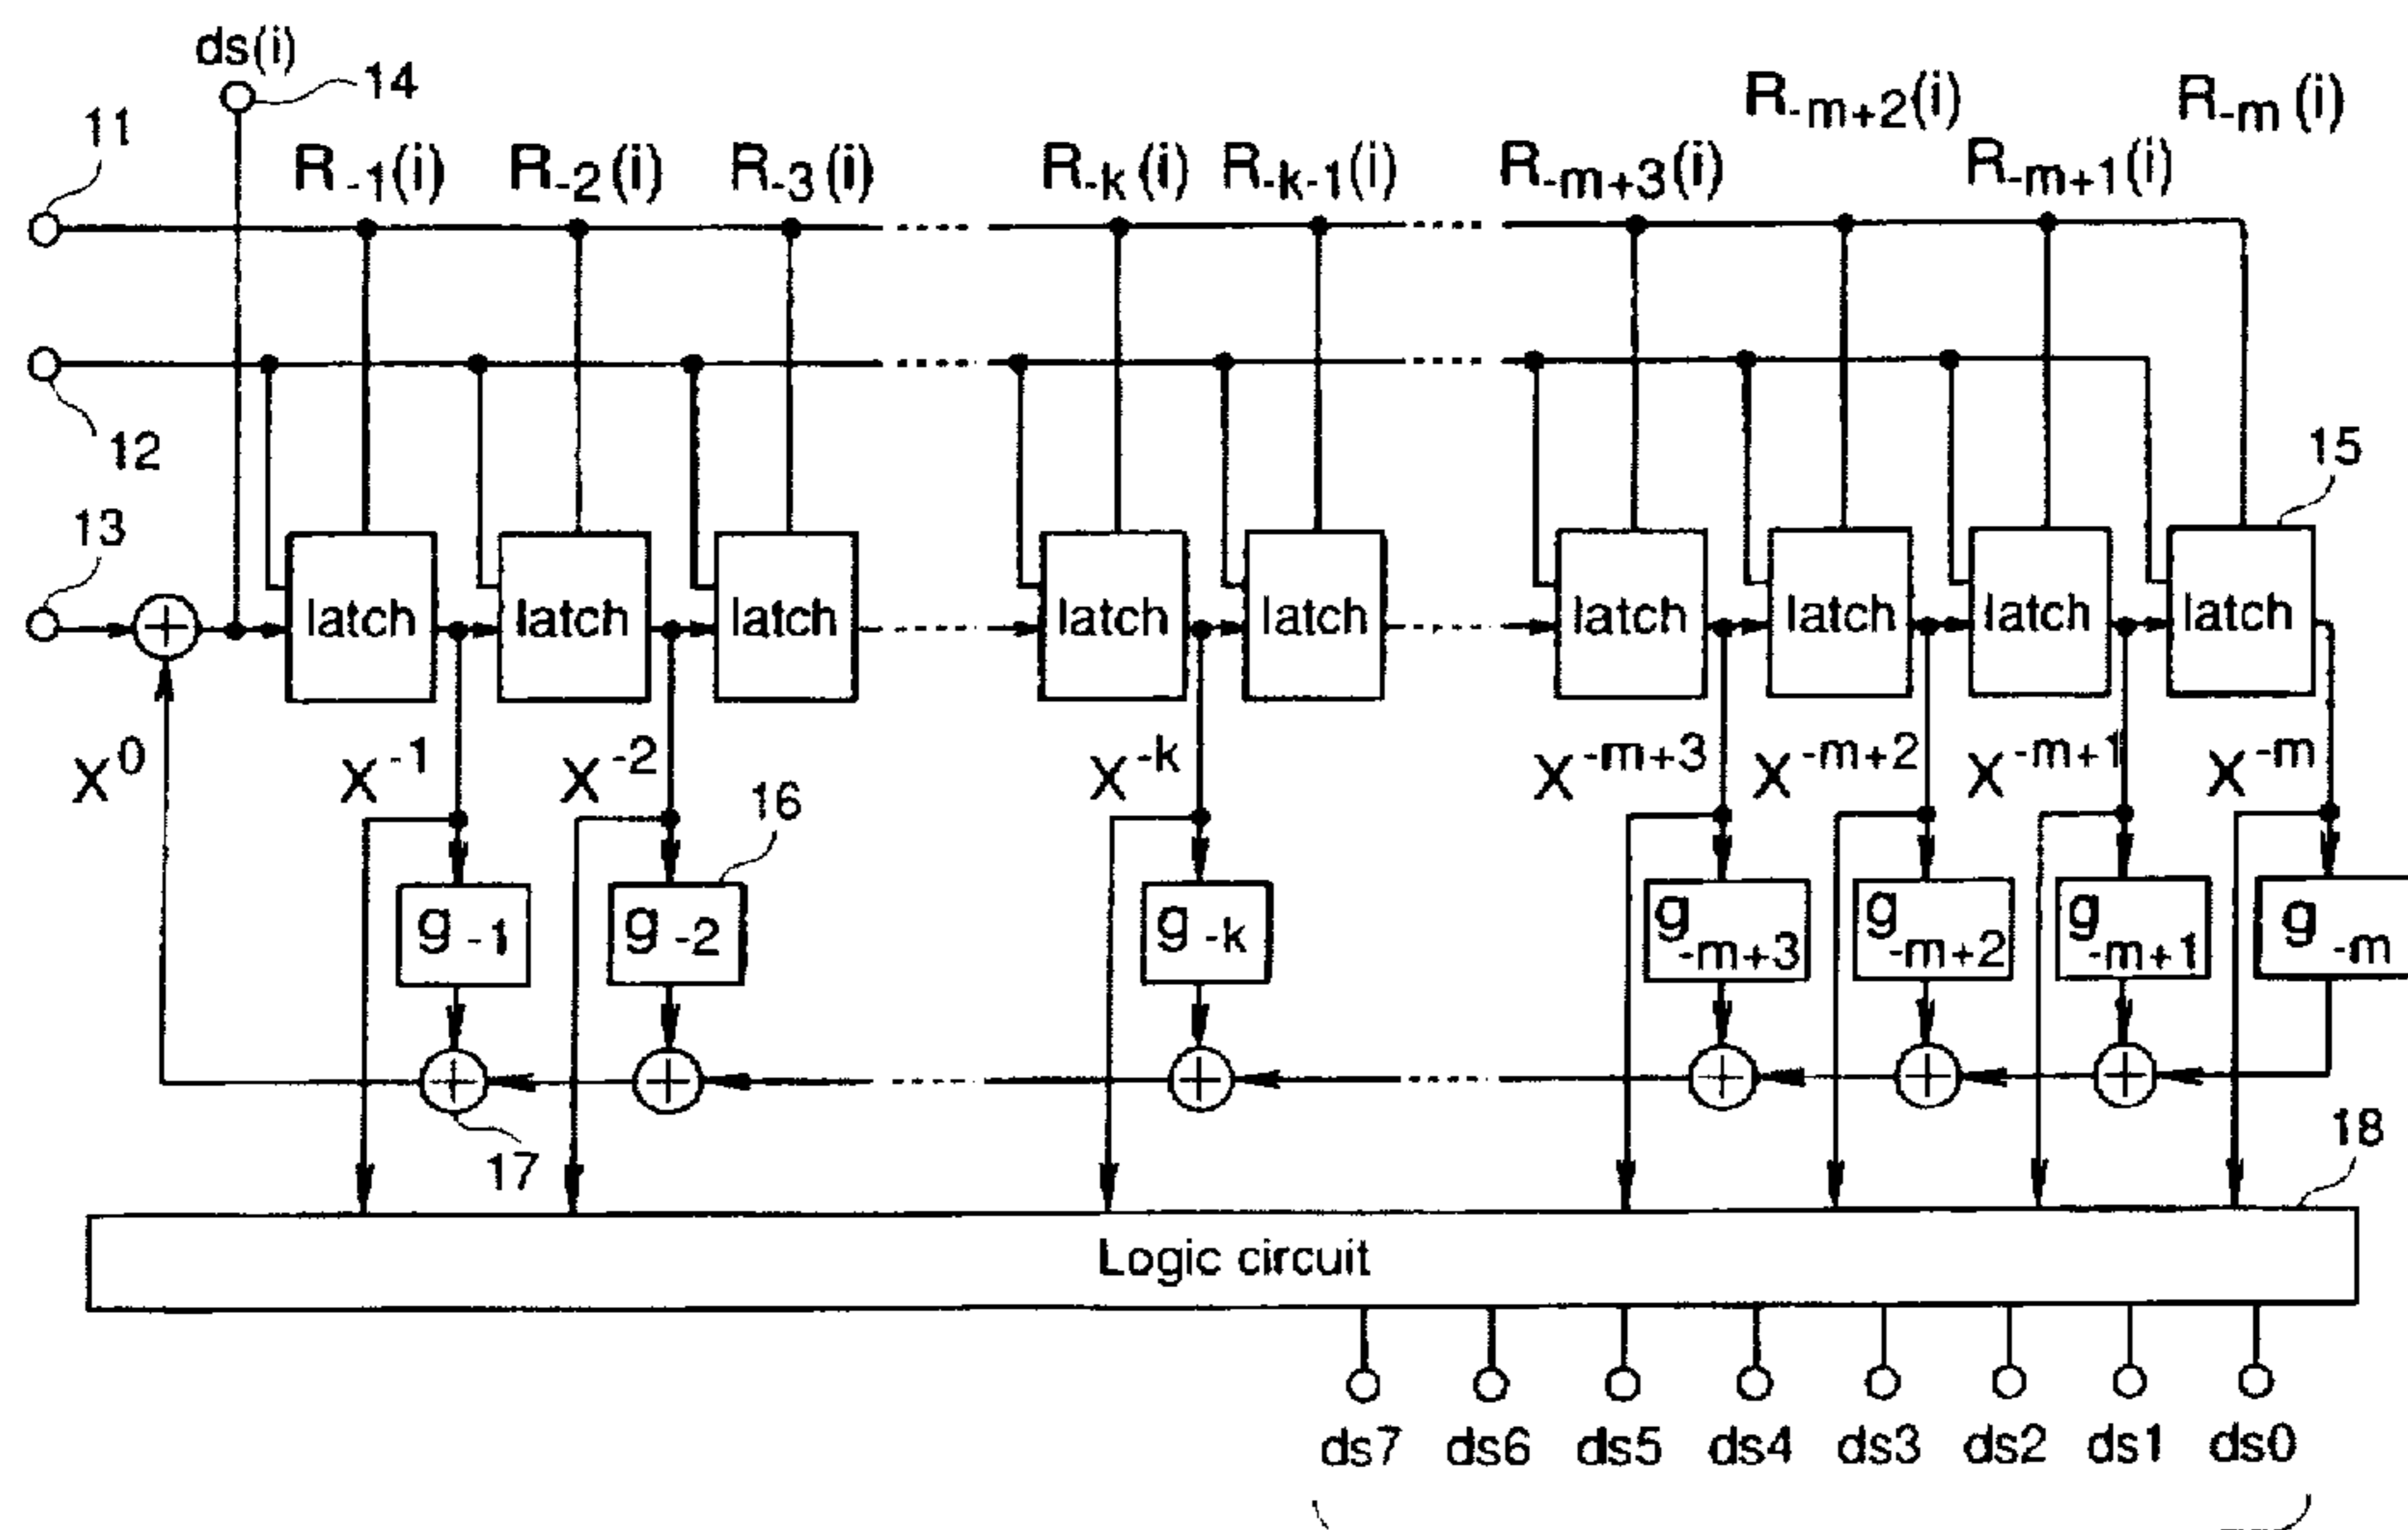 ds(i)
14
11
R-1(i) R-2(i) R-3(i) R-k(i) R-k-1(i) R-m+3(i) R-m+2(i) R-m+1(i) R-m(i)
12
15
13
latch latch latch latch latch latch latch latch latch
X0 X-1 X-2 X-k X-m+3 X-m+2 X-m+1 X-m
16
g-1 g-2 g-k g-m+3 g-m+2 g-m+1 g-m
17
18
Logic circuit
ds7 ds6 ds5 ds4 ds3 ds2 ds1 ds0